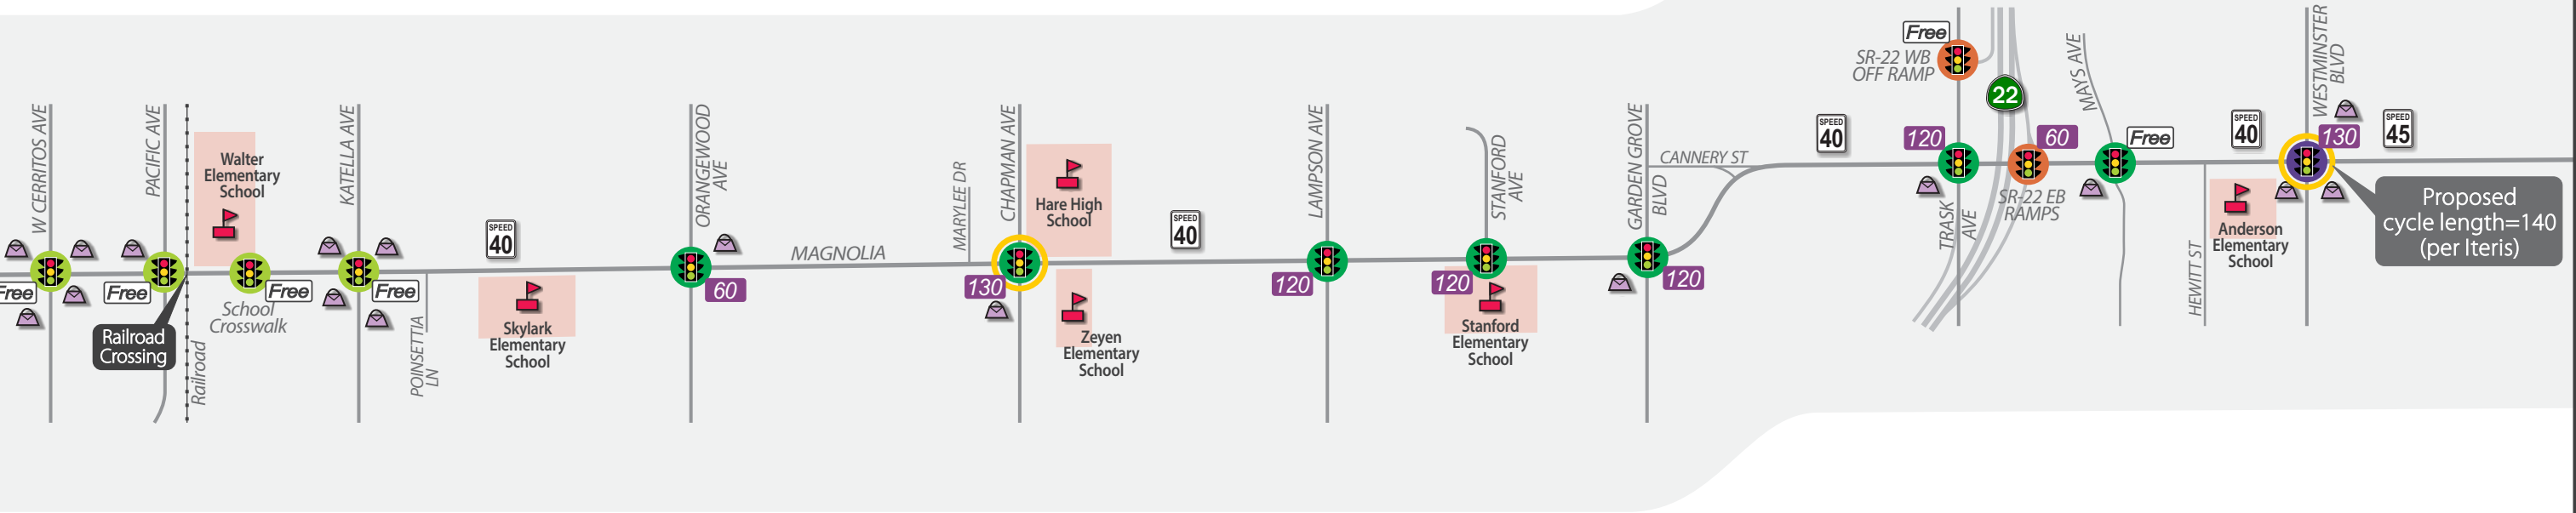 W CERRITOS AVE
Free
PACIFIC AVE
Free
Railroad
Crossing
Railroad
Walter
Elementary
School
School
Crosswalk
Free
KATELLA AVE
Free
POINSETTIA
LN
SPEED
40
Skylark
Elementary
School
ORANGEWOOD
AVE
60
MAGNOLIA
MARYLEE DR
CHAPMAN AVE
130
Hare High
School
Zeyen
Elementary
School
SPEED
40
LAMPSON AVE
120
STANFORD
AVE
120
Stanford
Elementary
School
GARDEN GROVE
BLVD
120
CANNERY ST
SPEED
40
Free
SR-22 WB
OFF RAMP
120
TRASK
AVE
22
60
SR-22 EB
RAMPS
MAYS AVE
Free
HEWITT ST
SPEED
40
Anderson
Elementary
School
WESTMINSTER
BLVD
130
SPEED
45
Proposed
cycle length=140
(per Iteris)